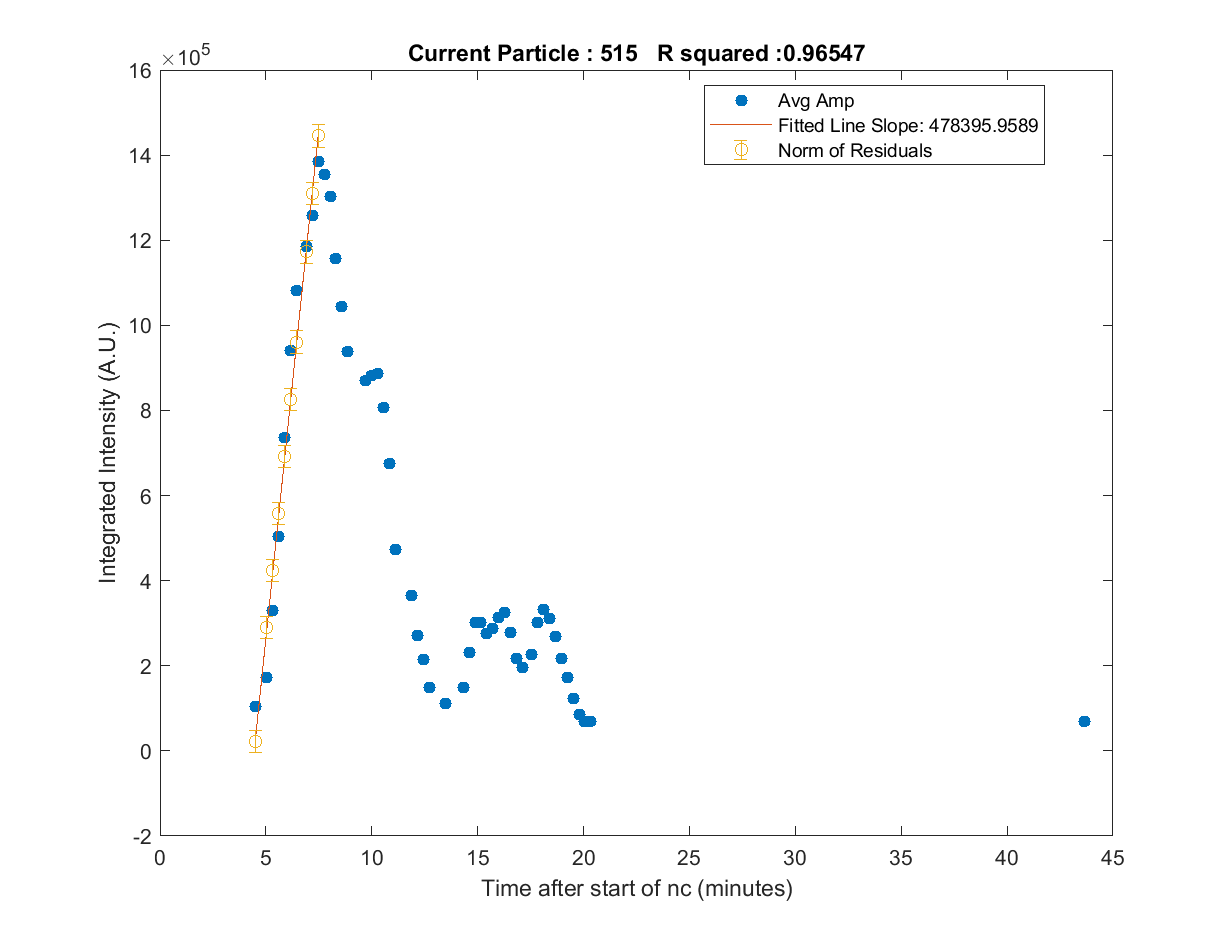 Current Particle : 515   R squared :0.96547
×10^5
16
14
12
10
8
6
4
2
0
-2
Integrated Intensity (A.U.)
Avg Amp
Fitted Line Slope: 478395.9589
Norm of Residuals
0 5 10 15 20 25 30 35 40 45
Time after start of nc (minutes)